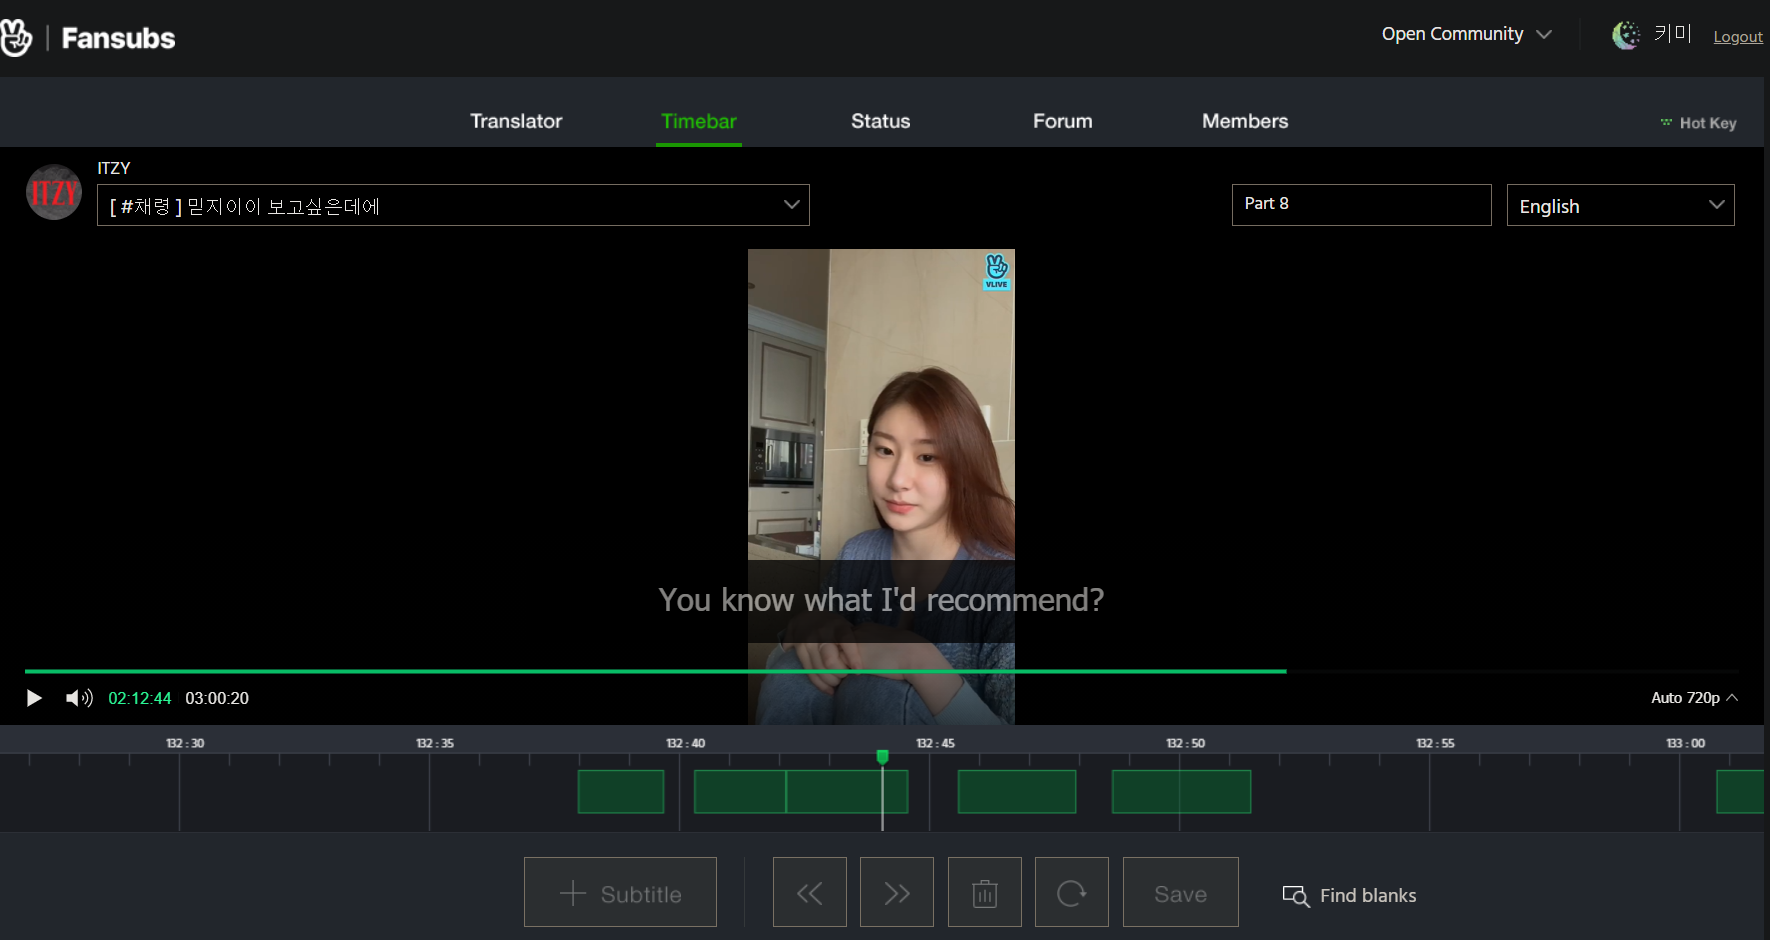 Fansubs
Open Community
키미
Logout
Translator
Timebar
Status
Forum
Members
Hot Key
ITZY
ITZY
[ #채령 ] 믿지이이 보고싶은데에
Part 8
English
VLIVE
You know what I'd recommend?
02:12:44 03:00:20
Auto 720p
132 : 30
132 : 35
132 : 40
132 : 45
132 : 50
132 : 55
133 : 00
Subtitle
Save
Find blanks